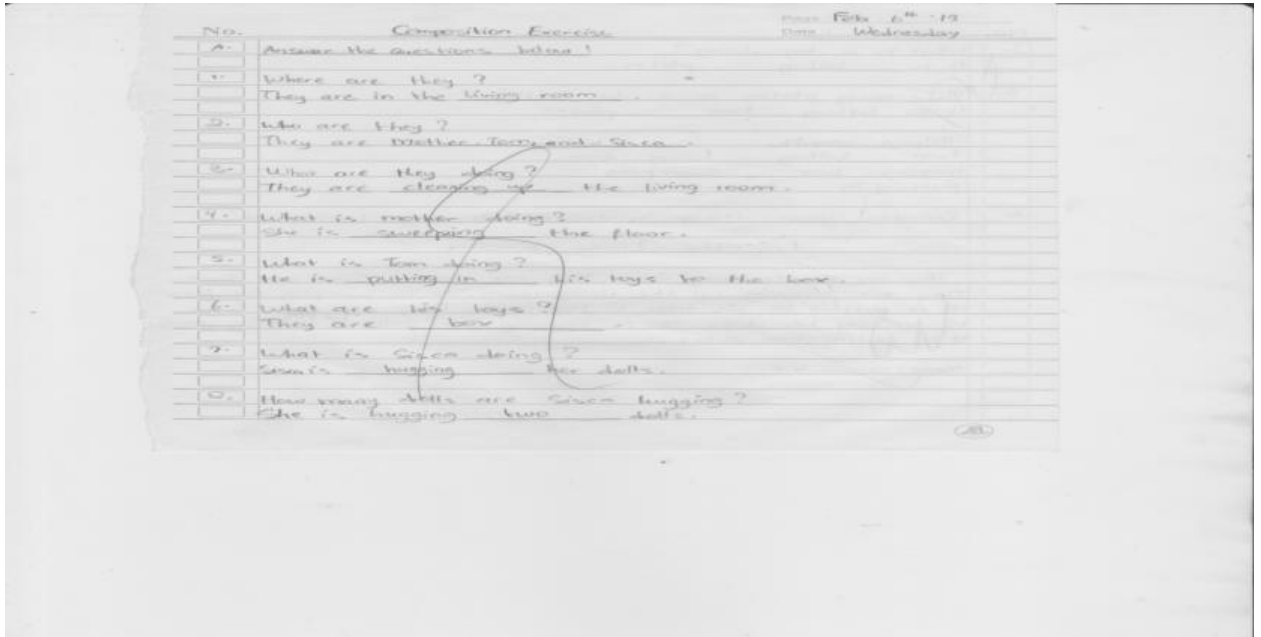 No. Composition Exercise Feb 6th '19
Date Wednesday
A. Answer the questions below!
1. Where are they ?
They are in the living room .
2. Who are they ?
They are Mother, Tom, and Sisca .
3. What are they doing ?
They are cleaning up the living room .
4. What is mother doing ?
She is sweeping the floor .
5. What is Tom doing ?
He is putting in his toys to the box .
6. What are his toys ?
They are box .
7. What is Sisca doing ?
Sisca is hugging her dolls .
8. How many dolls are Sisca hugging ?
She is hugging two dolls .